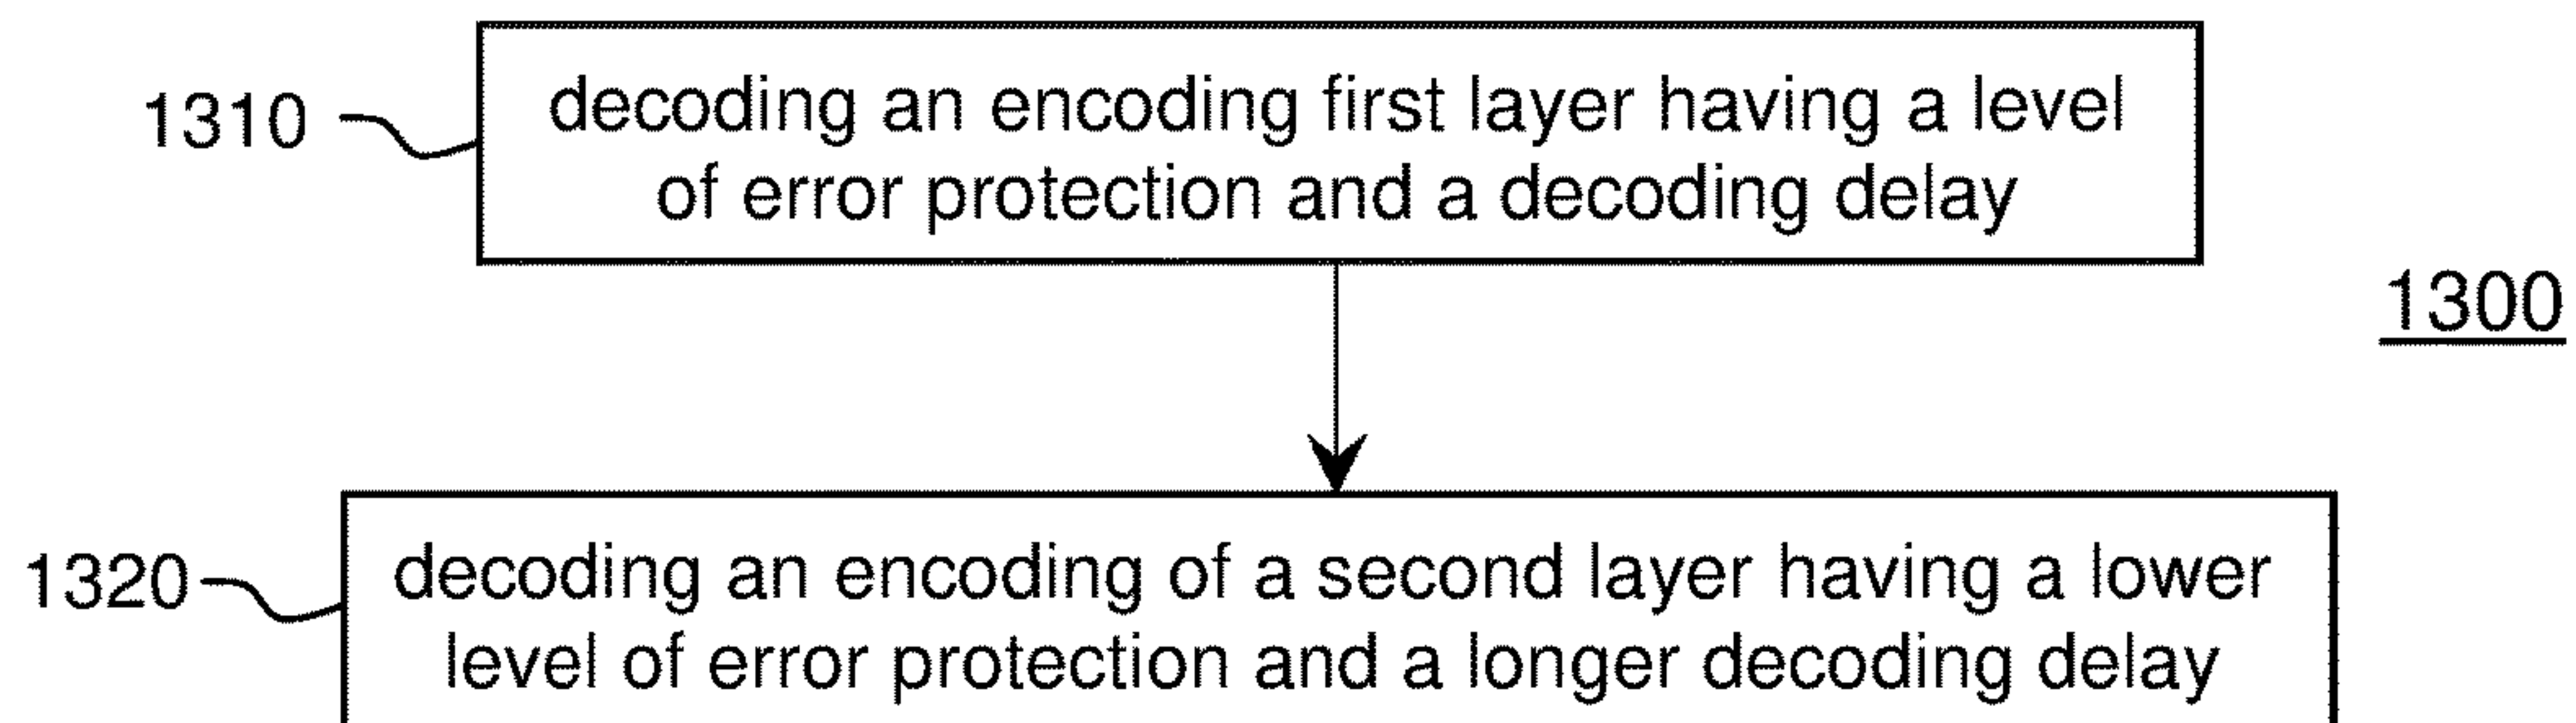 1310
decoding an encoding first layer having a level
of error protection and a decoding delay
1300
1320
decoding an encoding of a second layer having a lower
level of error protection and a longer decoding delay